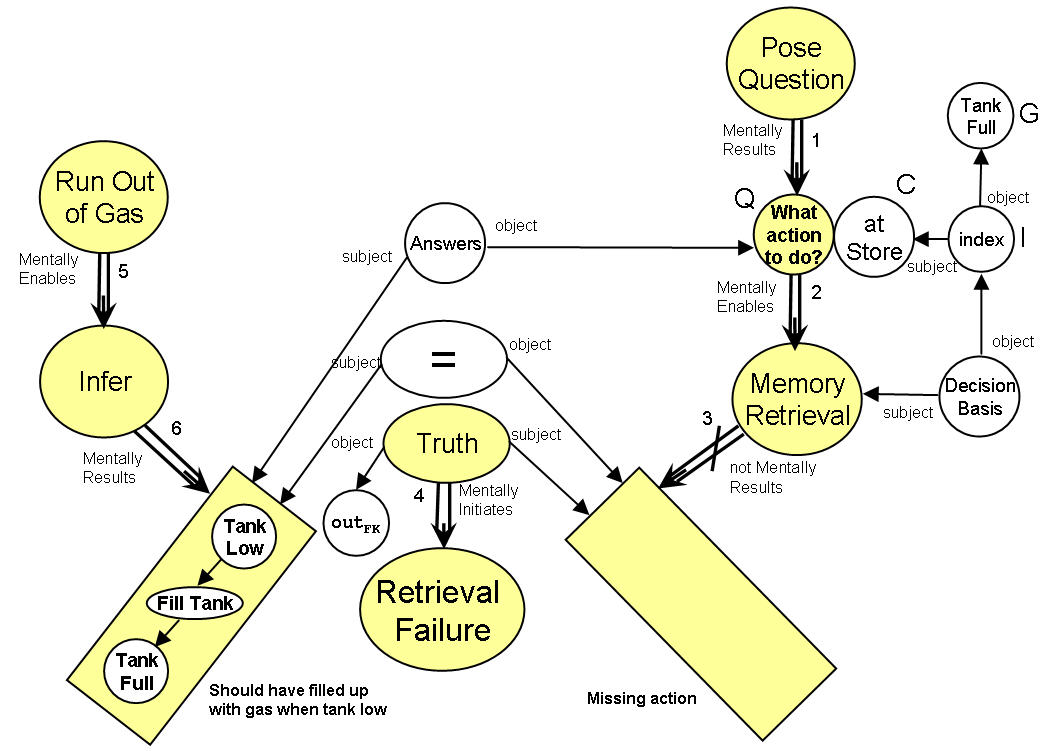 Pose
Question
Mentally
Results
1
Tank
Full
G
Run Out
of Gas
Mentally
Enables
5
Answers
subject
object
Q
What
action
to do?
C
at
Store
object
index
I
subject
Mentally
Enables
2
=
subject
object
object
Infer
Memory
Retrieval
Decision
Basis
subject
6
Mentally
Results
Truth
object
subject
3
not Mentally
Results
4
Mentally
Initiates
outFK
Tank
Low
Fill Tank
Tank
Full
Retrieval
Failure
Should have filled up
with gas when tank low
Missing action